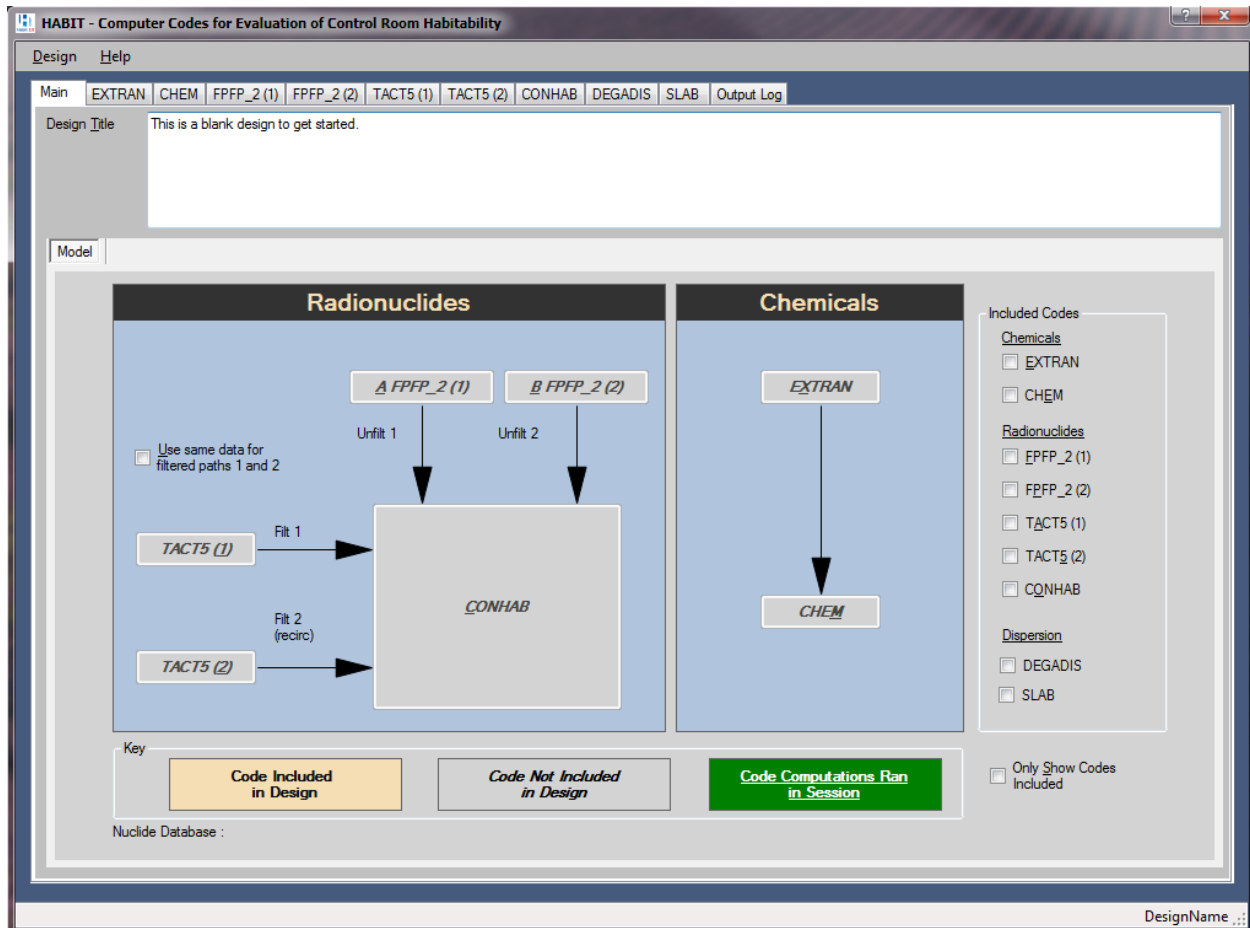 HABIT - Computer Codes for Evaluation of Control Room Habitability
? x
Design Help
Main EXTRAN CHEM FPFP_2 (1) FPFP_2 (2) TACT5 (1) TACT5 (2) CONHAB DEGADIS SLAB Output Log
Design Title This is a blank design to get started.
Model
Radionuclides
A FPFP_2 (1) B FPFP_2 (2)
Unfilt 1 Unfilt 2
Use same data for
filtered paths 1 and 2
TACT5 (1) Filt 1
CONHAB
Filt 2
(recirc)
TACT5 (2)
Chemicals
EXTRAN
CHEM
Included Codes
Chemicals
EXTRAN
CHEM
Radionuclides
FPFP_2 (1)
FPFP_2 (2)
TACT5 (1)
TACT5 (2)
CONHAB
Dispersion
DEGADIS
SLAB
Key
Code Included
in Design
Code Not Included
in Design
Code Computations Ran
in Session
Only Show Codes
Included
Nuclide Database :
DesignName